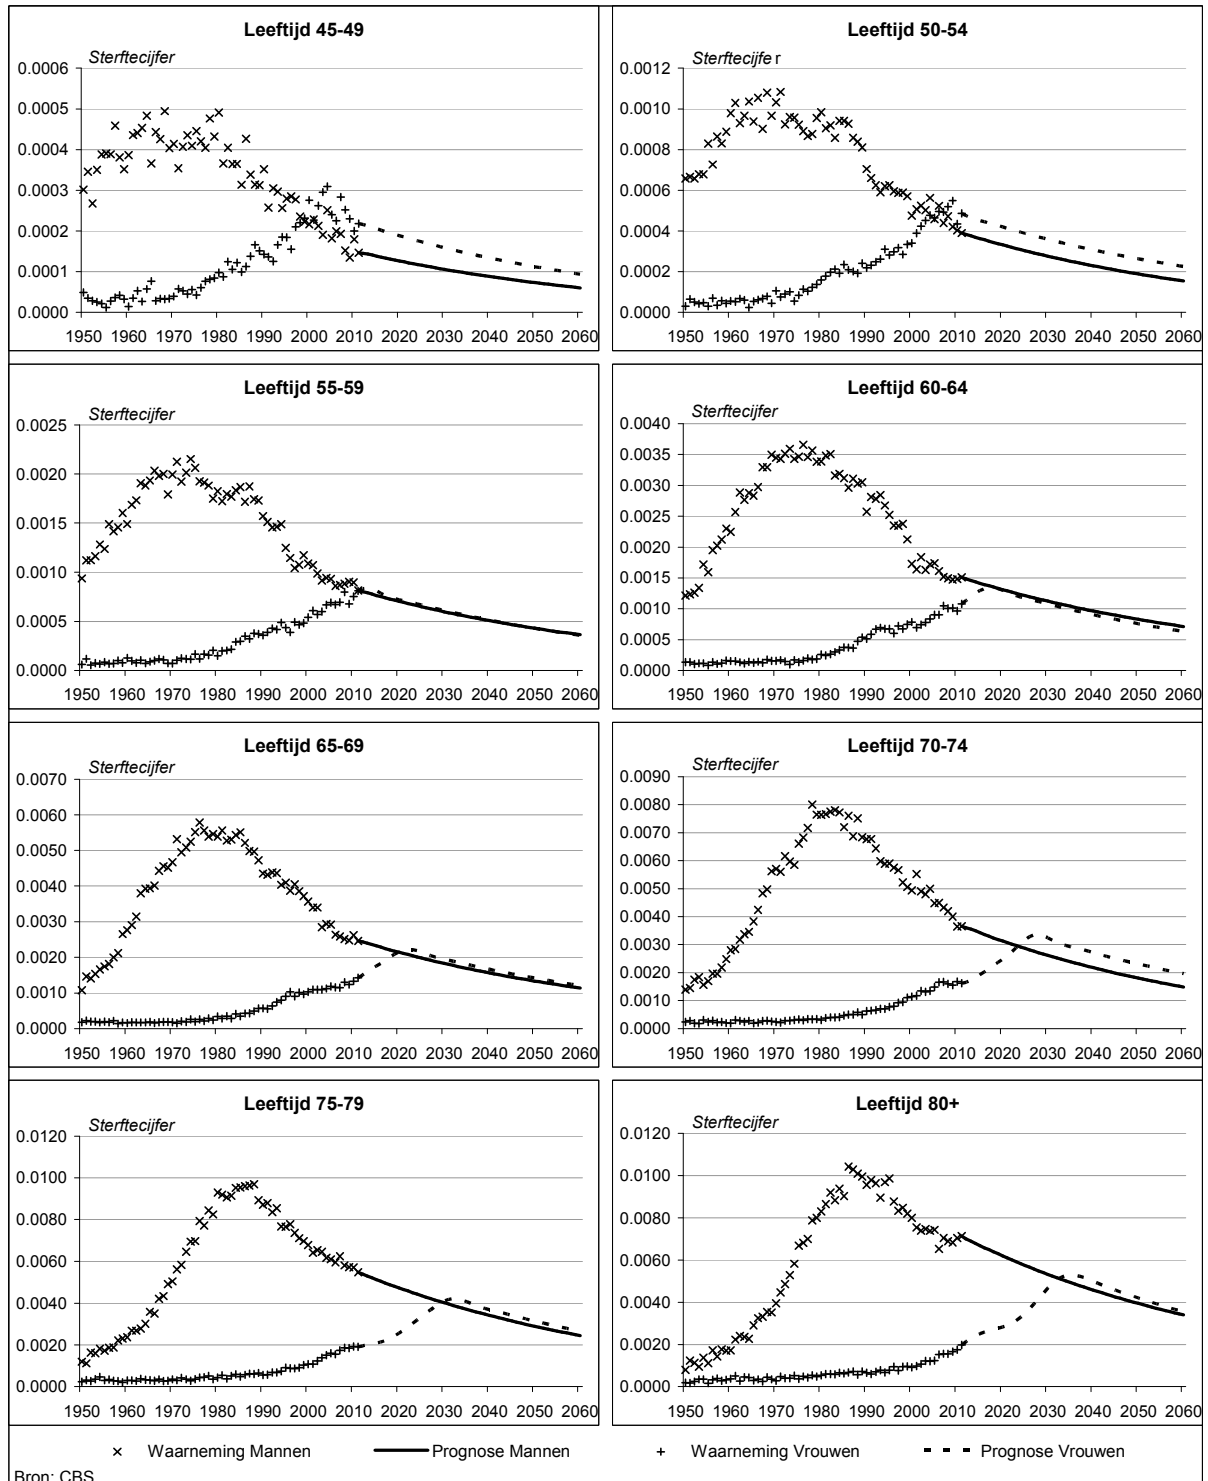 Leeftijd 45-49
Sterftecijfer
0.0006
0.0005
0.0004
0.0003
0.0002
0.0001
0.0000
1950 1960 1970 1980 1990 2000 2010 2020 2030 2040 2050 2060
Leeftijd 50-54
Sterftecijfe r
0.0012
0.0010
0.0008
0.0006
0.0004
0.0002
0.0000
1950 1960 1970 1980 1990 2000 2010 2020 2030 2040 2050 2060
Leeftijd 55-59
Sterftecijfer
0.0025
0.0020
0.0015
0.0010
0.0005
0.0000
1950 1960 1970 1980 1990 2000 2010 2020 2030 2040 2050 2060
Leeftijd 60-64
Sterftecijfer
0.0040
0.0035
0.0030
0.0025
0.0020
0.0015
0.0010
0.0005
0.0000
1950 1960 1970 1980 1990 2000 2010 2020 2030 2040 2050 2060
Leeftijd 65-69
Sterftecijfer
0.0070
0.0060
0.0050
0.0040
0.0030
0.0020
0.0010
0.0000
1950 1960 1970 1980 1990 2000 2010 2020 2030 2040 2050 2060
Leeftijd 70-74
Sterftecijfer
0.0090
0.0080
0.0070
0.0060
0.0050
0.0040
0.0030
0.0020
0.0010
0.0000
1950 1960 1970 1980 1990 2000 2010 2020 2030 2040 2050 2060
Leeftijd 75-79
Sterftecijfer
0.0120
0.0100
0.0080
0.0060
0.0040
0.0020
0.0000
1950 1960 1970 1980 1990 2000 2010 2020 2030 2040 2050 2060
Leeftijd 80+
Sterftecijfer
0.0120
0.0100
0.0080
0.0060
0.0040
0.0020
0.0000
1950 1960 1970 1980 1990 2000 2010 2020 2030 2040 2050 2060
Waarneming Mannen Prognose Mannen Waarneming Vrouwen Prognose Vrouwen
Bron: CBS